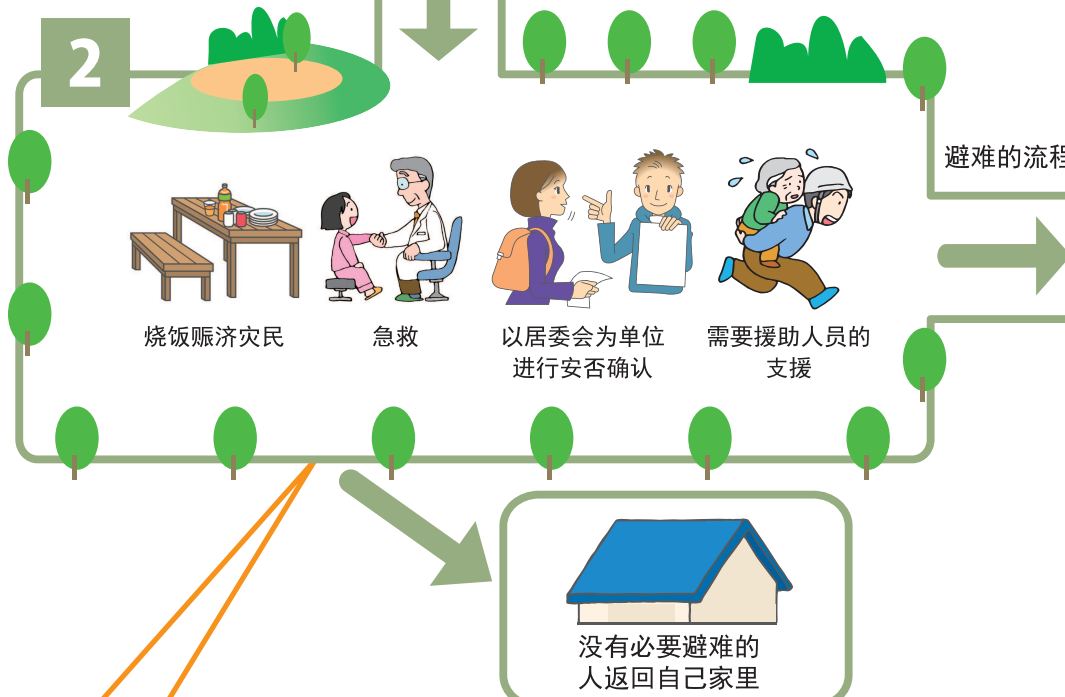 2
避难的流程
烧饭赈济灾民
急救
以居委会为单位
进行安否确认
需要援助人员的
支援
没有必要避难的
人返回自己家里